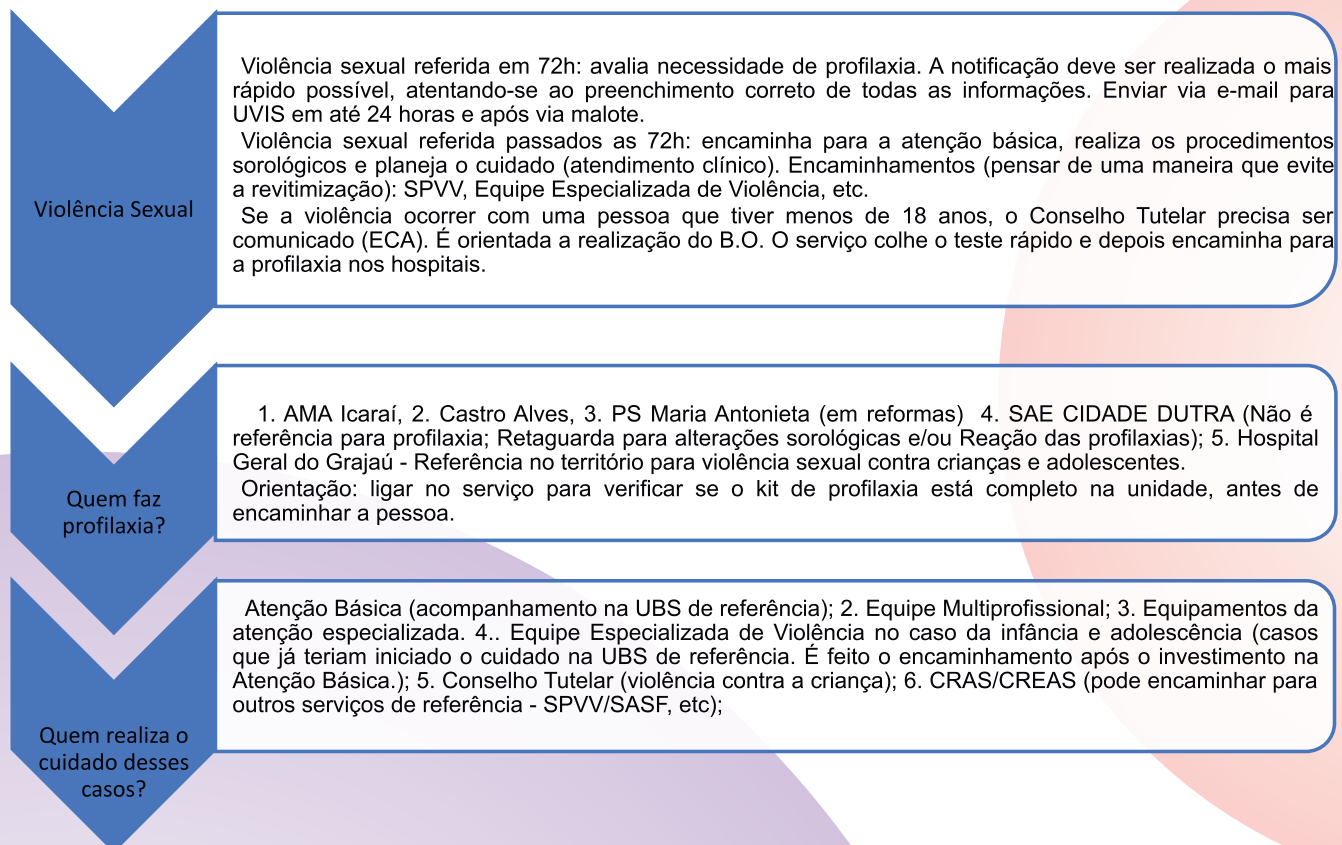 Violência Sexual
Violência sexual referida em 72h: avalia necessidade de profilaxia. A notificação deve ser realizada o mais
rápido possível, atentando-se ao preenchimento correto de todas as informações. Enviar via e-mail para
UVIS em até 24 horas e após via malote.
Violência sexual referida passados as 72h: encaminha para a atenção básica, realiza os procedimentos
sorológicos e planeja o cuidado (atendimento clínico). Encaminhamentos (pensar de uma maneira que evite
a revitimização): SPVV, Equipe Especializada de Violência, etc.
Se a violência ocorrer com uma pessoa que tiver menos de 18 anos, o Conselho Tutelar precisa ser
comunicado (ECA). É orientada a realização do B.O. O serviço colhe o teste rápido e depois encaminha para
a profilaxia nos hospitais.
Quem faz
profilaxia?
1. AMA Icaraí, 2. Castro Alves, 3. PS Maria Antonieta (em reformas) 4. SAE CIDADE DUTRA (Não é
referência para profilaxia; Retaguarda para alterações sorológicas e/ou Reação das profilaxias); 5. Hospital
Geral do Grajaú - Referência no território para violência sexual contra crianças e adolescentes.
Orientação: ligar no serviço para verificar se o kit de profilaxia está completo na unidade, antes de
encaminhar a pessoa.
Quem realiza o
cuidado desses
casos?
Atenção Básica (acompanhamento na UBS de referência); 2. Equipe Multiprofissional; 3. Equipamentos da
atenção especializada. 4.. Equipe Especializada de Violência no caso da infância e adolescência (casos
que já teriam iniciado o cuidado na UBS de referência. É feito o encaminhamento após o investimento na
Atenção Básica.); 5. Conselho Tutelar (violência contra a criança); 6. CRAS/CREAS (pode encaminhar para
outros serviços de referência - SPVV/SASF, etc);